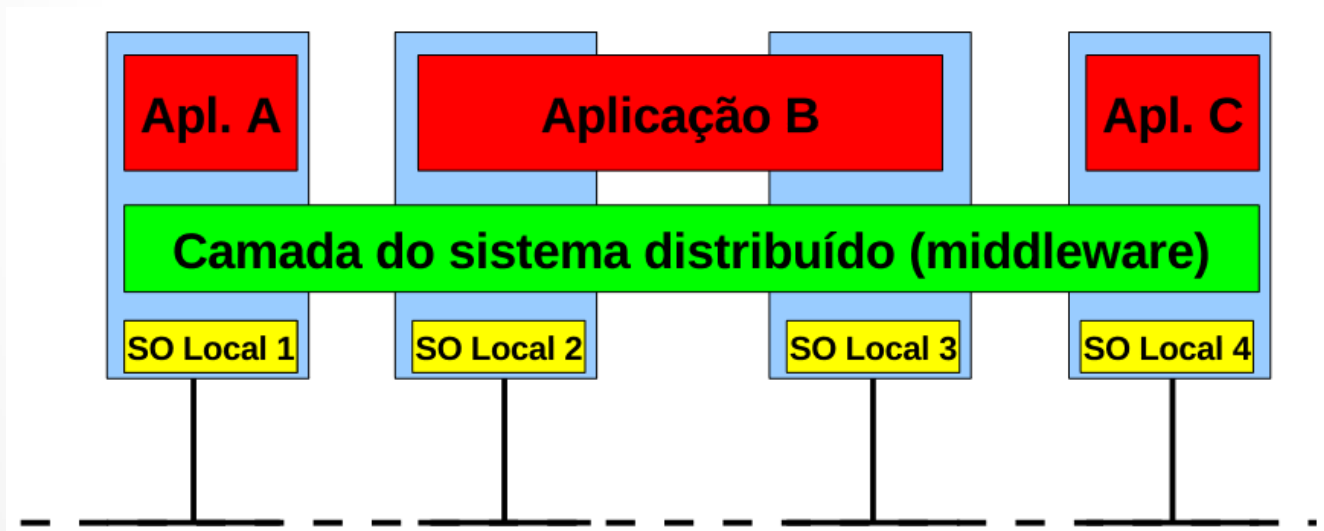 Apl. A
Aplicação B
Apl. C
Camada do sistema distribuído (middleware)
SO Local 1
SO Local 2
SO Local 3
SO Local 4